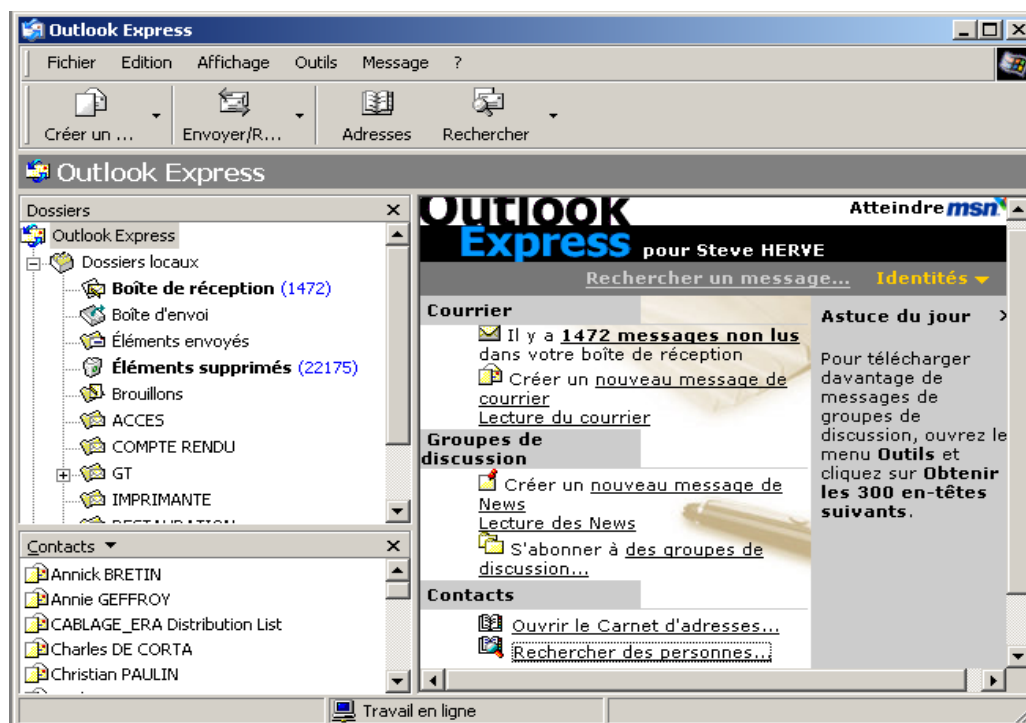 Outlook Express
Fichier Edition Affichage Outils Message ?
Créer un ... Envoyer/R... Adresses Rechercher
Outlook Express
Dossiers
Outlook Express
Dossiers locaux
Boîte de réception (1472)
Boîte d'envoi
Éléments envoyés
Éléments supprimés (22175)
Brouillons
ACCES
COMPTE RENDU
GT
IMPRIMANTE
Contacts
Annick BRETIN
Annie GEFFROY
CABLAGE_ERA Distribution List
Charles DE CORTA
Christian PAULIN
Outlook
Express pour Steve HERVE
Atteindre msn
Rechercher un message... Identités
Courrier
Il y a 1472 messages non lus
dans votre boîte de réception
Créer un nouveau message de
courrier
Lecture du courrier
Groupes de
discussion
Créer un nouveau message de
News
Lecture des News
S'abonner à des groupes de
discussion...
Contacts
Ouvrir le Carnet d'adresses...
Rechercher des personnes...
Astuce du jour
Pour télécharger
davantage de
messages de
groupes de
discussion, ouvrez le
menu Outils et
cliquez sur Obtenir
les 300 en-têtes
suivants.
Travail en ligne